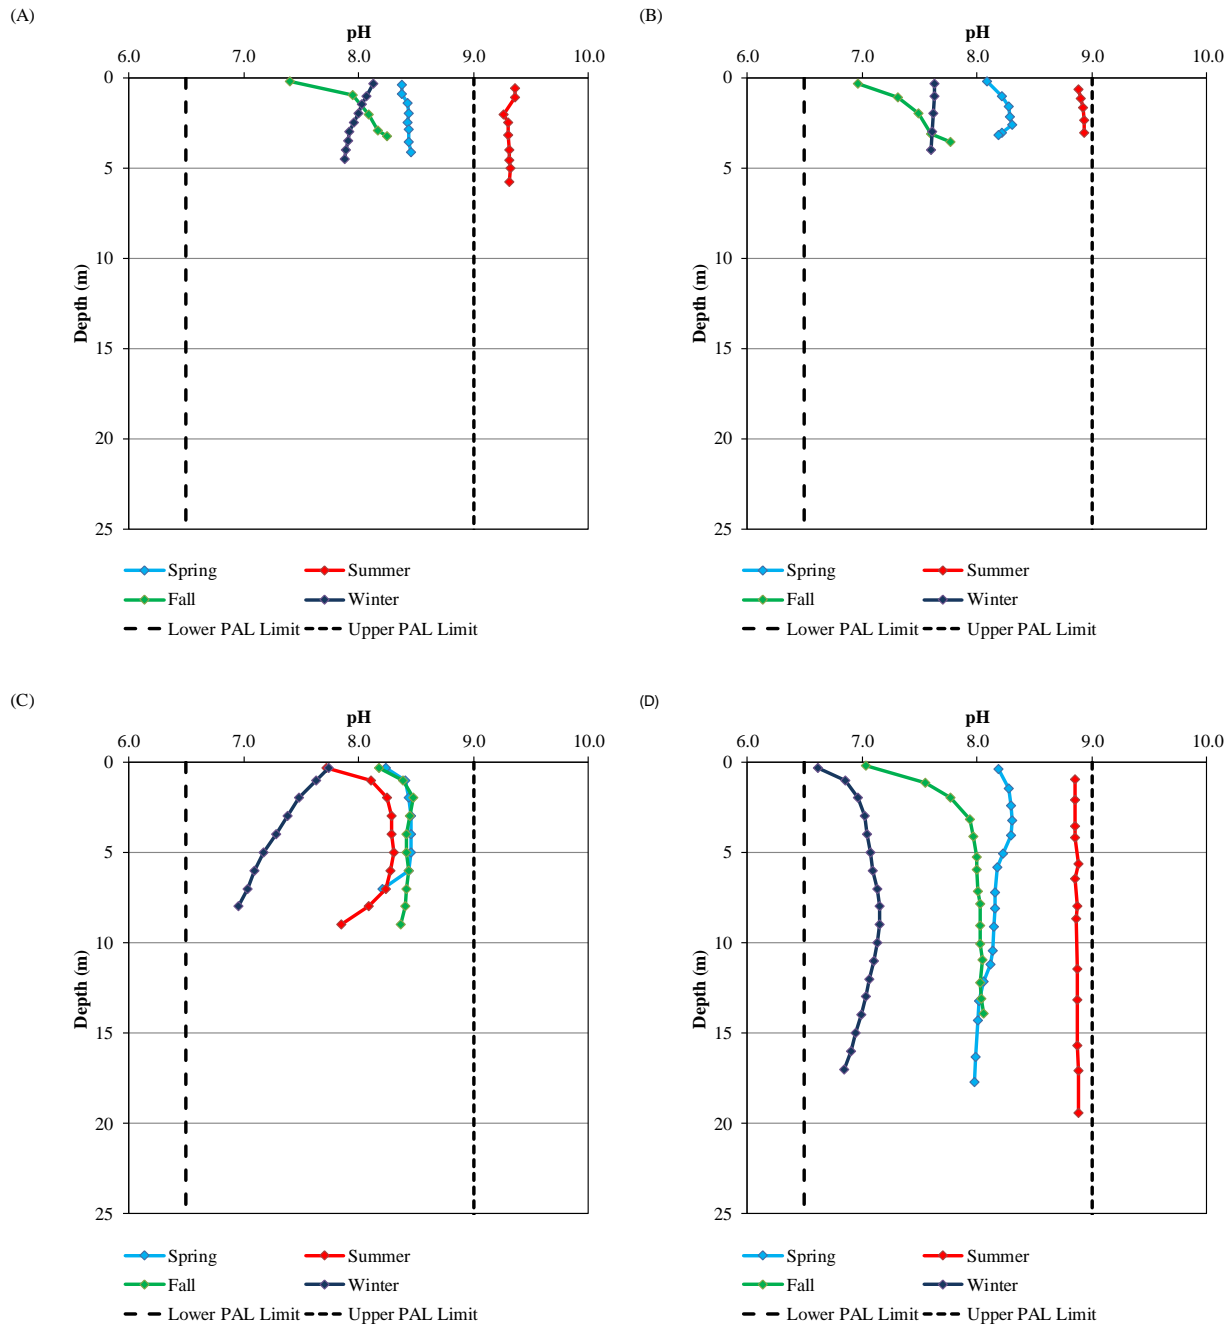 (A)
pH
6.0 7.0 8.0 9.0 10.0
0
5
10
15
20
25
Depth (m)
Spring Summer
Fall Winter
Lower PAL Limit Upper PAL Limit
(B)
pH
6.0 7.0 8.0 9.0 10.0
0
5
10
15
20
25
Depth (m)
Spring Summer
Fall Winter
Lower PAL Limit Upper PAL Limit
(C)
pH
6.0 7.0 8.0 9.0 10.0
0
5
10
15
20
25
Depth (m)
Spring Summer
Fall Winter
Lower PAL Limit Upper PAL Limit
(D)
pH
6.0 7.0 8.0 9.0 10.0
0
5
10
15
20
25
Depth (m)
Spring Summer
Fall Winter
Lower PAL Limit Upper PAL Limit